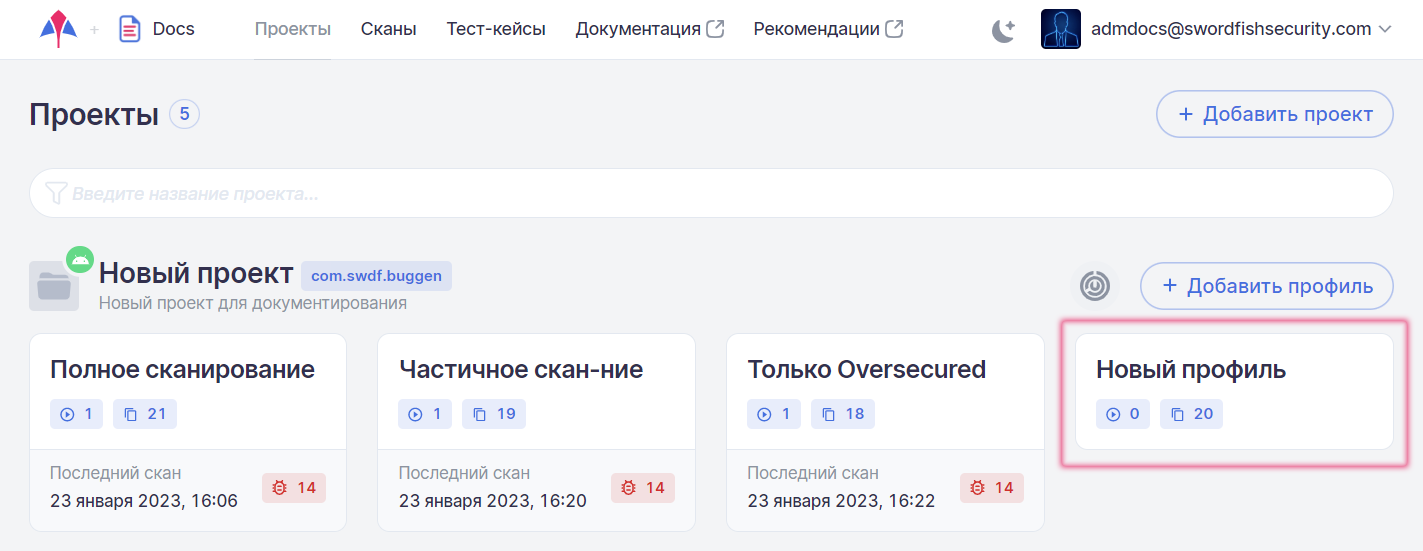 + Docs Проекты Сканы Тест-кейсы Документация Рекомендации admdocs@swordfishsecurity.com
Проекты 5 + Добавить проект
Введите название проекта...
Новый проект com.swdf.buggen + Добавить профиль
Новый проект для документирования
Полное сканирование Частичное скан-ние Только Oversecured Новый профиль
1 21 1 19 1 18 0 20
Последний скан 14 Последний скан 14 Последний скан 14
23 января 2023, 16:06 23 января 2023, 16:20 23 января 2023, 16:22